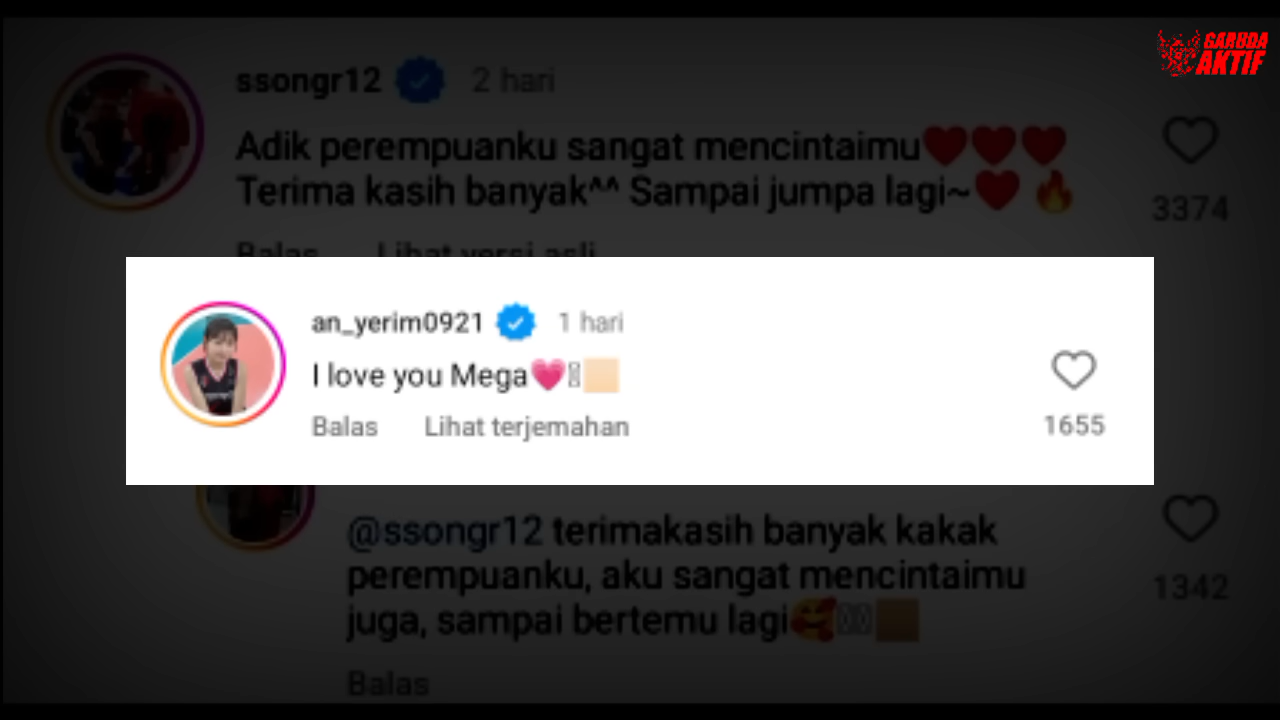 GARUDA
AKTIF
ssongr12 2 hari
Adik perempuanku sangat mencintaimu❤️❤️❤️
Terima kasih banyak^^ Sampai jumpa lagi~❤️ 🔥
3374
Balas Lihat versi asli
an_yerim0921 1 hari
I love you Mega💗
Balas Lihat terjemahan
1655
@ssongr12 terimakasih banyak kakak
perempuanku, aku sangat mencintaimu
juga, sampai bertemu lagi🥰
1342
Balas